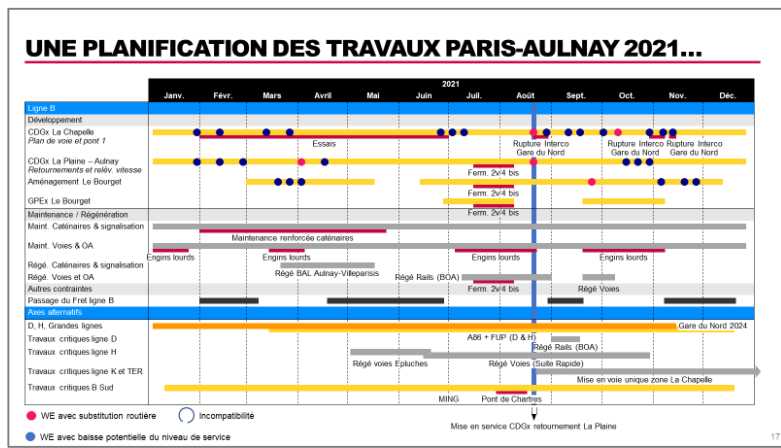 UNE PLANIFICATION DES TRAVAUX PARIS-AULNAY 2021...
2021
Janv. Févr. Mars Avril Mai Juin Juil. Août Sept. Oct. Nov. Déc.
Ligne B
Développement
CDGx La Chapelle
Plan de voie et pont 1
Essais
Rupture Interco
Gare du Nord
Rupture Interco
Gare du Nord
Rupture Interco
Gare du Nord
CDGx La Plaine – Aulnay
Retournements et relèv. vitesse
Ferm. 2v/4 bis
Aménagement Le Bourget
Ferm. 2v/4 bis
GPEx Le Bourget
Ferm. 2v/4 bis
Maintenance / Régénération
Maint. Caténaires & signalisation
Maintenance renforcée caténaires
Maint. Voies & OA
Engins lourds Engins lourds Engins lourds Engins lourds
Régé. Caténaires & signalisation
Régé BAL Aulnay-Villeparisis
Régé. Voies et OA
Régé Rails (BOA)
Ferm. 2v/4 bis
Régé Voies
Autres contraintes
Passage du Fret ligne B
Axes alternatifs
D, H, Grandes lignes
Gare du Nord 2024
Travaux critiques ligne D
A86 + FUP (D & H)
Régé Rails (BOA)
Travaux critiques ligne H
Régé voies Epluches
Régé Voies (Suite Rapide)
Travaux critiques ligne K et TER
Mise en voie unique zone La Chapelle
Travaux critiques B Sud
MING
Pont de Chartres
WE avec substitution routière
Incompatibilité
WE avec baisse potentielle du niveau de service
Mise en service CDGx retournement La Plaine
17